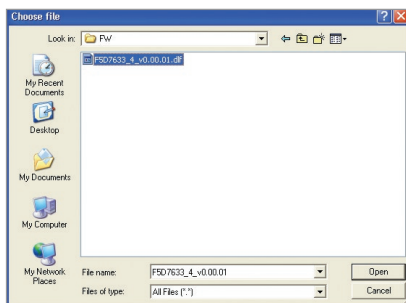 Choose file
Look in: FW
F5D7633_4_v0.00.01.dlf
My Recent
Documents
Desktop
My Documents
My Computer
My Network
Places
File name: F5D7633_4_v0.00.01 Open
Files of type: All Files (*.*) Cancel